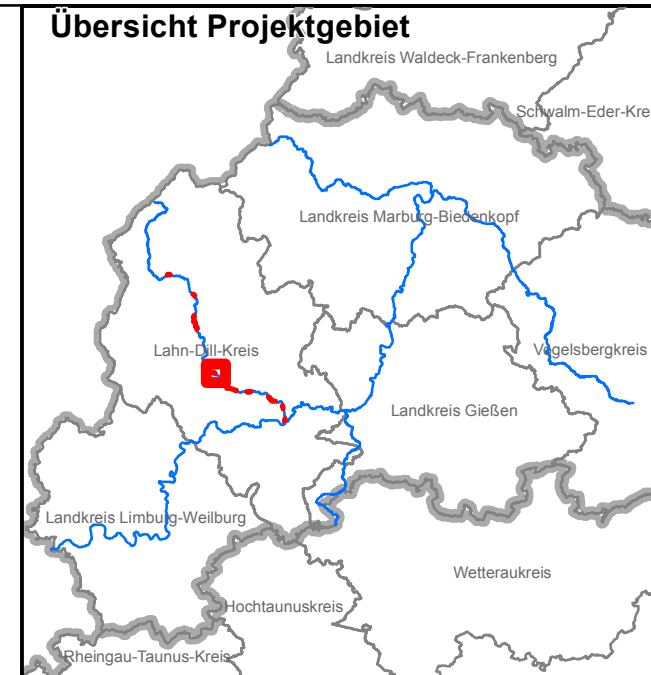 Übersicht Projektgebiet
Landkreis Waldeck-Frankenberg
Schwalm-Eder-Kre
Landkreis Marburg-Biedenkopf
Lahn-Dill-Kreis
Vogelsbergkreis
Landkreis Gießen
Landkreis Limburg-Weilburg
Wetteraukreis
Hochtaunuskreis
Rheingau-Taunus-Kreis